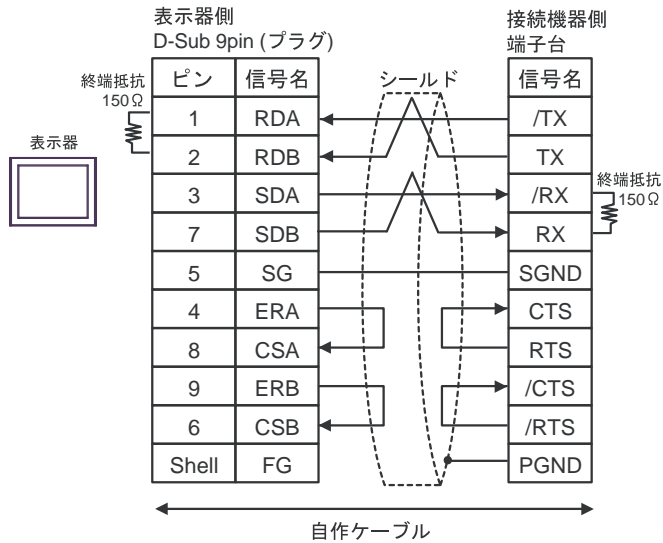 表示器側
D-Sub 9pin (プラグ)
接続機器側
端子台
終端抵抗
150Ω
ピン 信号名
シールド
信号名
1 RDA /TX
2 RDB TX
表示器
3 SDA /RX
終端抵抗
150Ω
7 SDB RX
5 SG SGND
4 ERA CTS
8 CSA RTS
9 ERB /CTS
6 CSB /RTS
Shell FG PGND
自作ケーブル